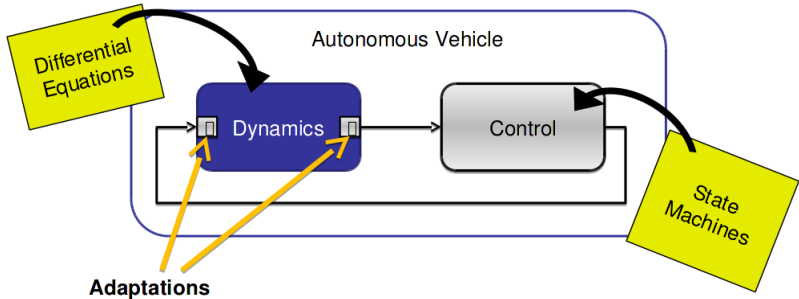 Autonomous Vehicle
Differential
Equations
Dynamics
Control
State
Machines
Adaptations